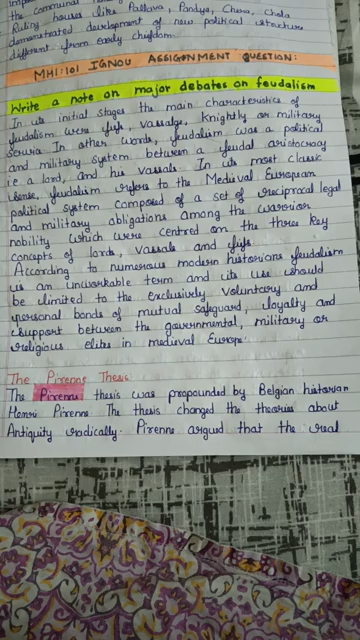 the communal
Ruling houses like Pallava, Pandya, Chera, Chola
demonstrated development of new political structure
different from early chiefdom.
MHI:101 IGNOU ASSIGNMENT QUESTION:
Write a note on major debates on feudalism
In its initial stages the main characteristics of
feudalism were fiefs, vassalage, knightly or military
service. In other words, feudalism was a political
and military system between a feudal aristocracy
i.e a lord, and his vassals. In its most classic
sense, feudalism refers to the Medieval European
political system composed of a set of reciprocal legal
and military obligations among the warrior
nobility which were centred on the three key
concepts of lords, vassals and fiefs.
According to numerous modern historians feudalism
is an unworkable term and its use should
be limited to the exclusively voluntary and
personal bonds of mutual safeguard, loyalty and
support between the governmental, military or
religious elites in medieval Europe.
The Pirenne Thesis
The Pirenne thesis was propounded by Belgian historian
Henri Pirenne. The thesis changed the theories about
Antiquity radically. Pirenne argued that the real